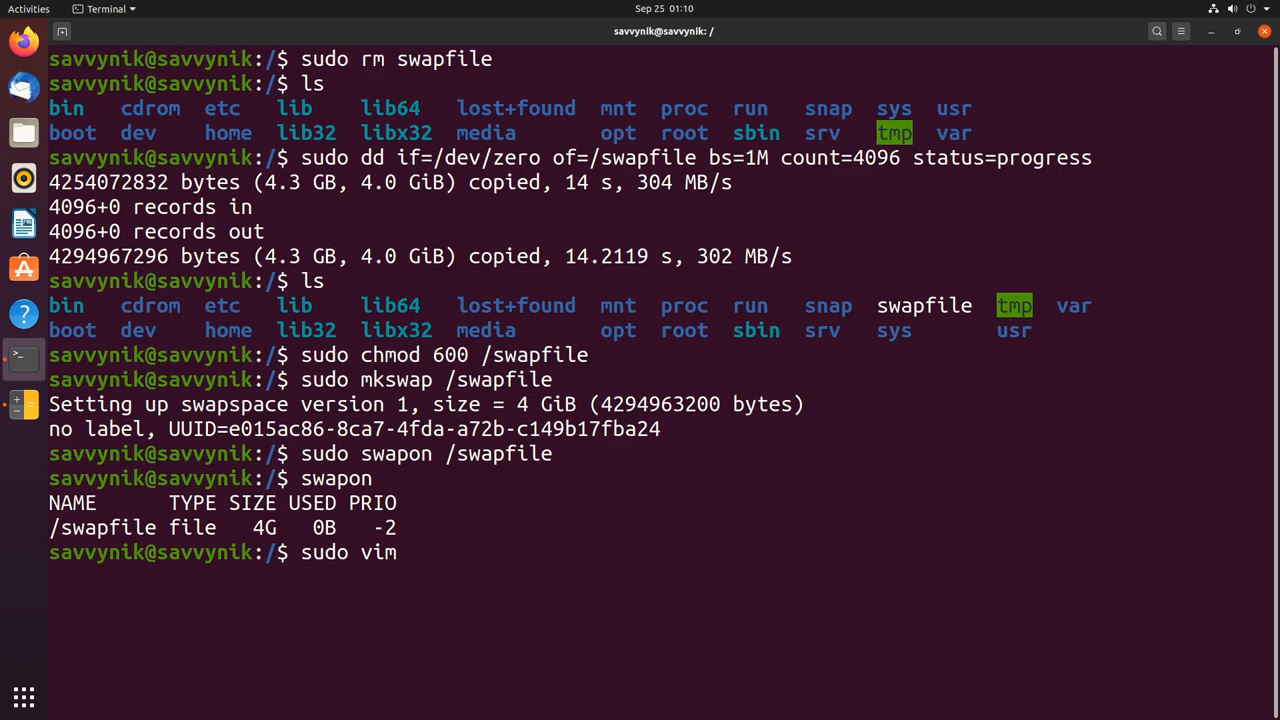 Activities Terminal Sep 25 01:10
savvynik@savvynik: /
savvynik@savvynik:/$ sudo rm swapfile
savvynik@savvynik:/$ ls
bin cdrom etc lib lib64 lost+found mnt proc run snap sys usr
boot dev home lib32 libx32 media opt root sbin srv tmp var
savvynik@savvynik:/$ sudo dd if=/dev/zero of=/swapfile bs=1M count=4096 status=progress
4254072832 bytes (4.3 GB, 4.0 GiB) copied, 14 s, 304 MB/s
4096+0 records in
4096+0 records out
4294967296 bytes (4.3 GB, 4.0 GiB) copied, 14.2119 s, 302 MB/s
savvynik@savvynik:/$ ls
bin cdrom etc lib lib64 lost+found mnt proc run snap swapfile tmp var
boot dev home lib32 libx32 media opt root sbin srv sys usr
savvynik@savvynik:/$ sudo chmod 600 /swapfile
savvynik@savvynik:/$ sudo mkswap /swapfile
Setting up swapspace version 1, size = 4 GiB (4294963200 bytes)
no label, UUID=e015ac86-8ca7-4fda-a72b-c149b17fba24
savvynik@savvynik:/$ sudo swapon /swapfile
savvynik@savvynik:/$ swapon
NAME TYPE SIZE USED PRIO
/swapfile file 4G 0B -2
savvynik@savvynik:/$ sudo vim